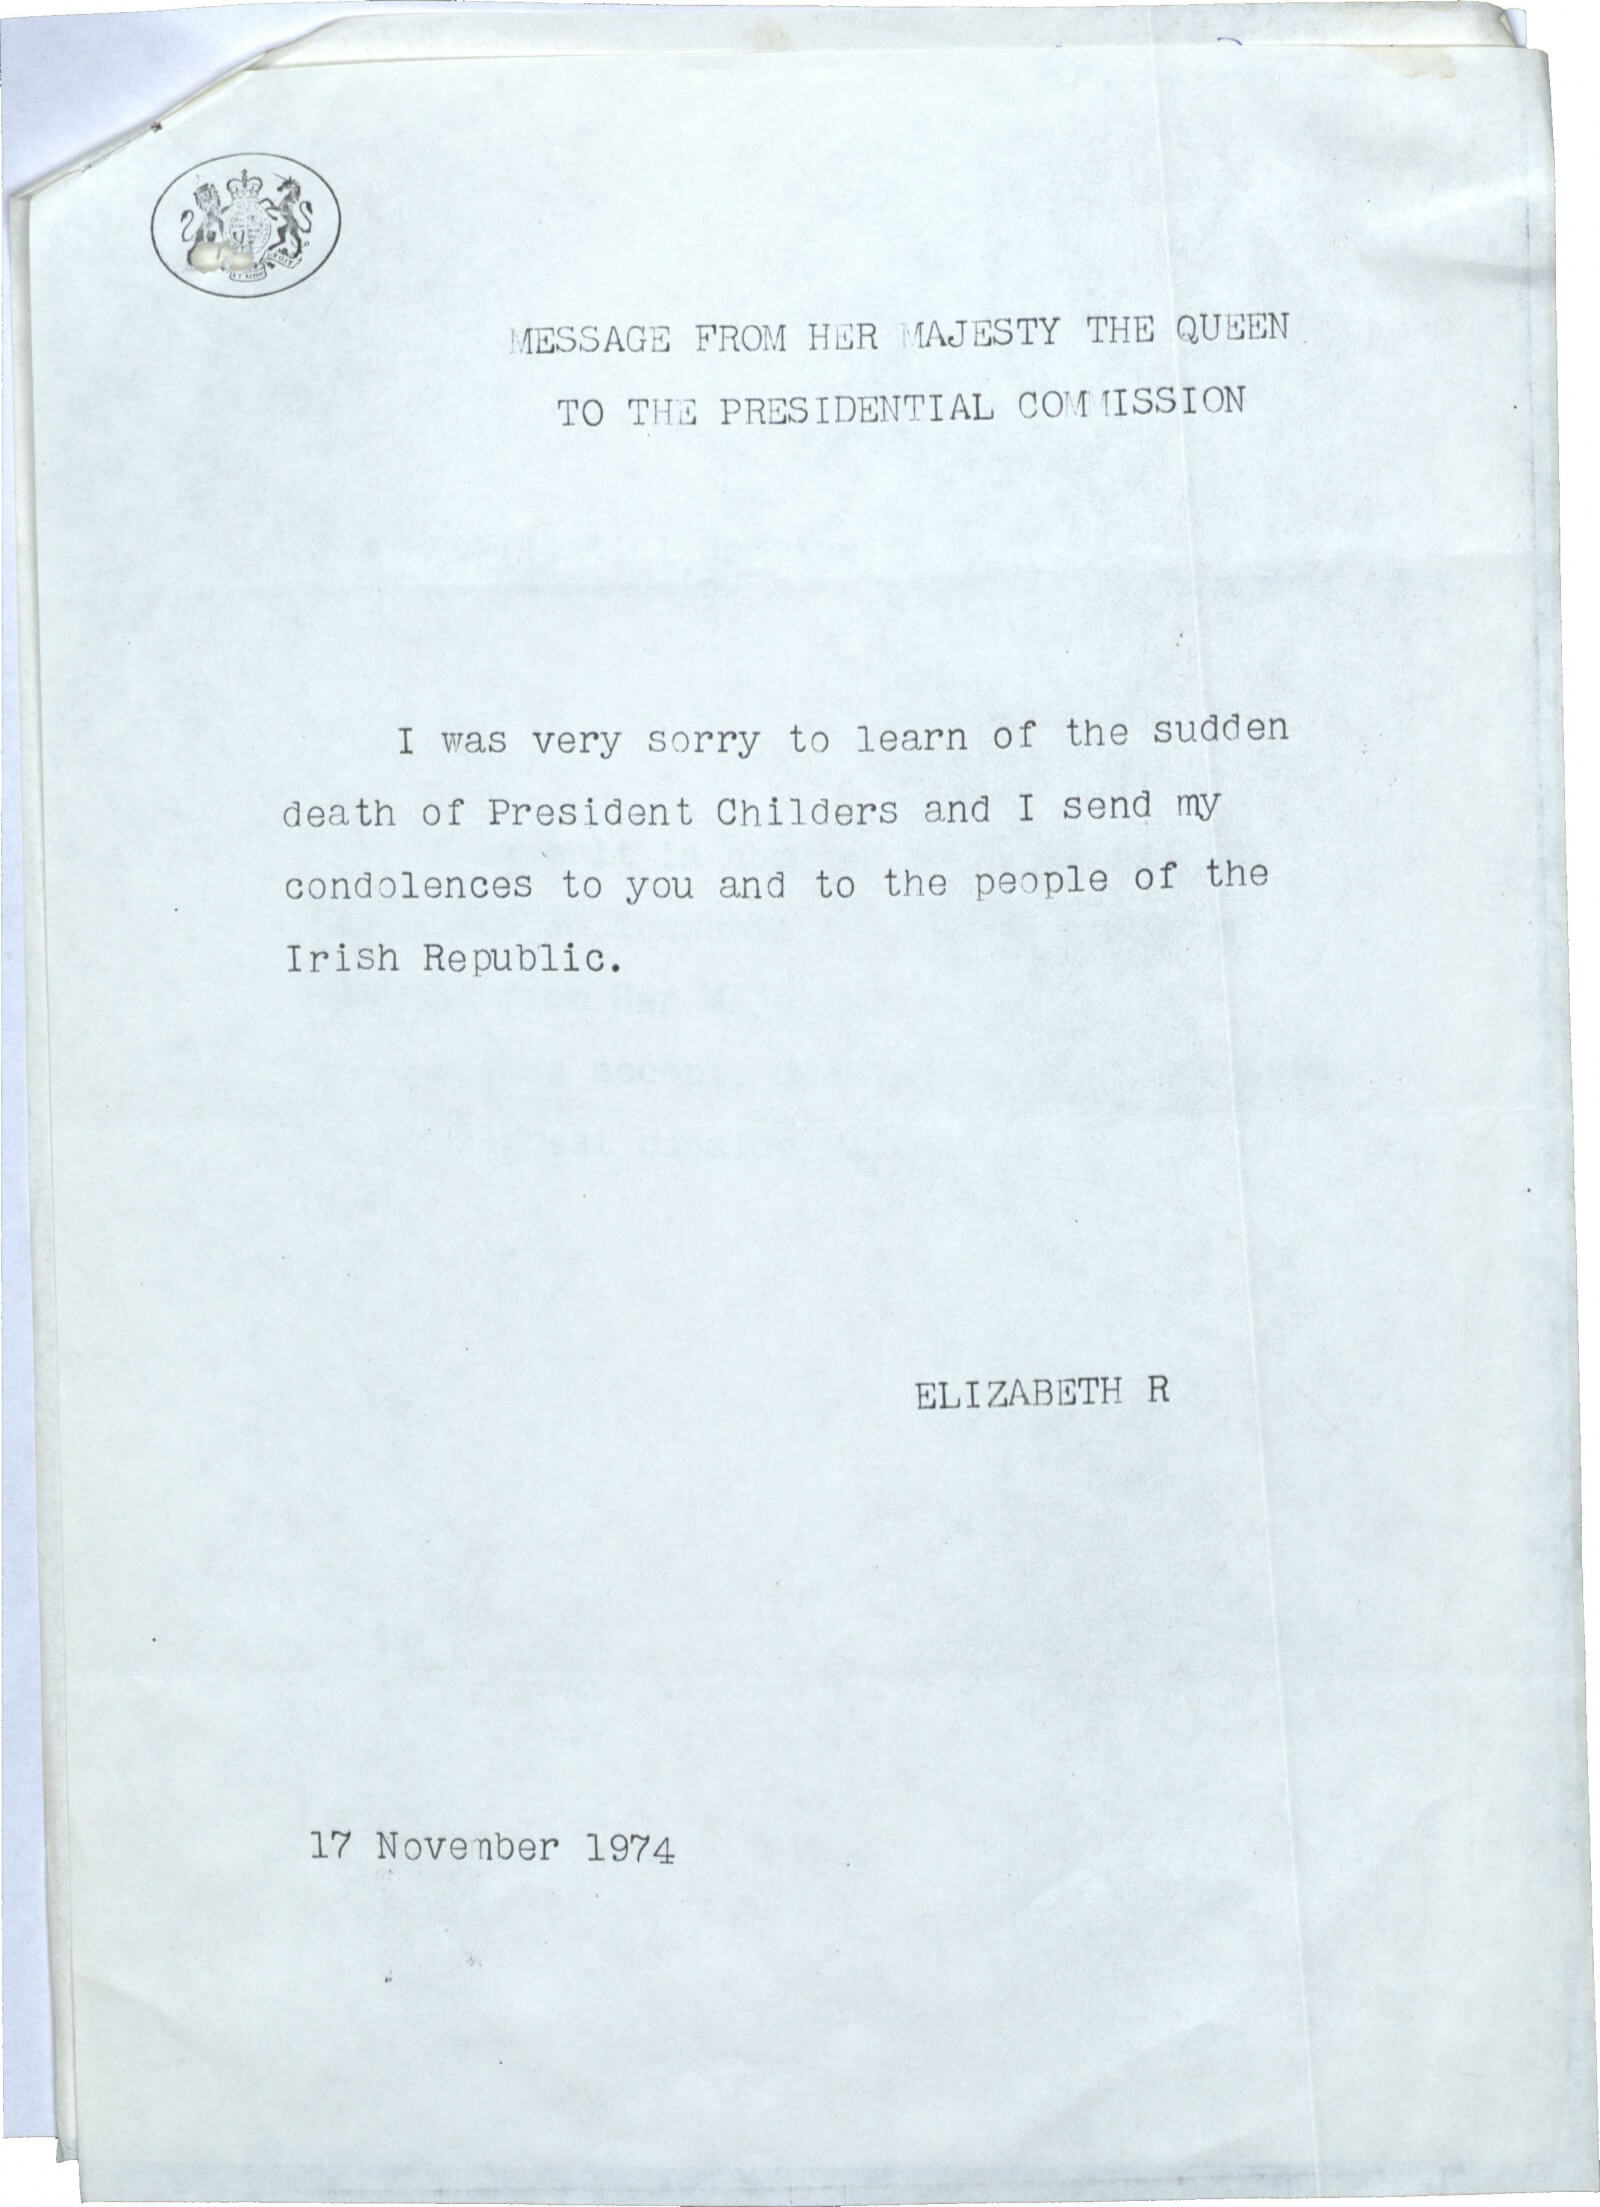 MESSAGE FROM HER MAJESTY THE QUEEN
TO THE PRESIDENTIAL COMMISSION
I was very sorry to learn of the sudden
death of President Childers and I send my
condolences to you and to the people of the
Irish Republic.
ELIZABETH R
17 November 1974